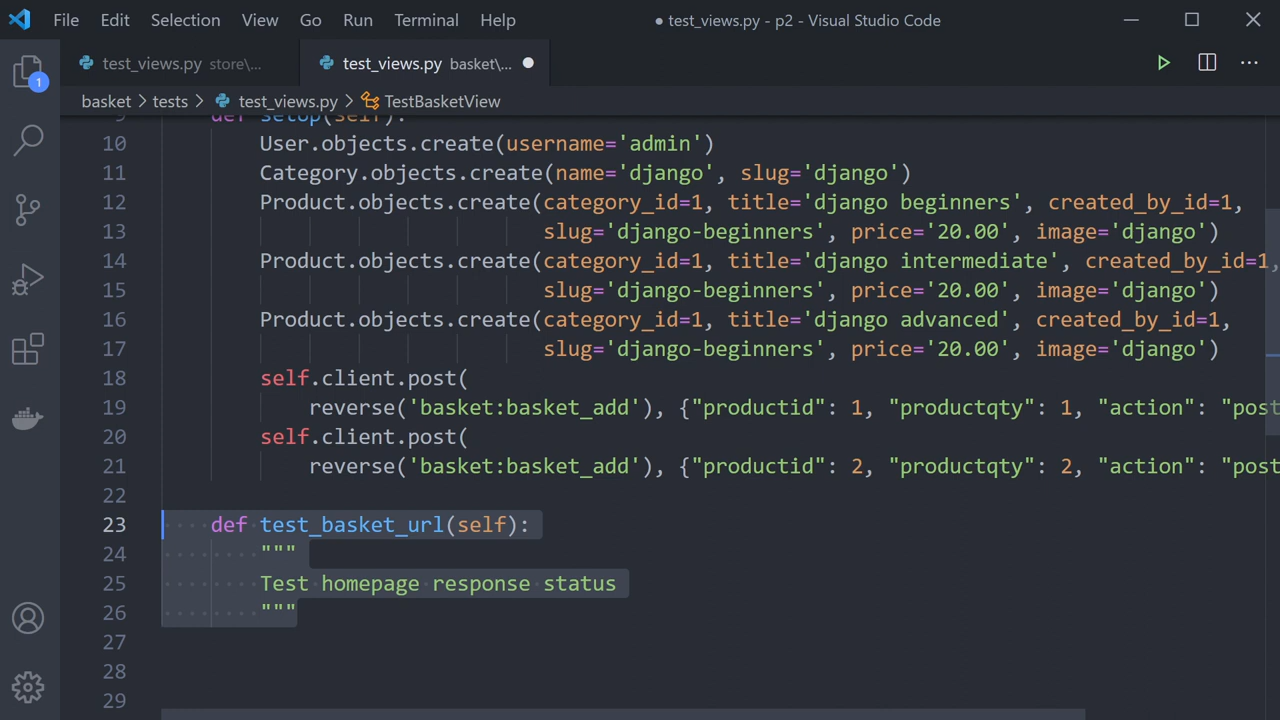 File Edit Selection View Go Run Terminal Help ● test_views.py - p2 - Visual Studio Code
test_views.py store\... test_views.py basket\...
basket > tests > test_views.py > TestBasketView
1
9 def setup(self):
10 User.objects.create(username='admin')
11 Category.objects.create(name='django', slug='django')
12 Product.objects.create(category_id=1, title='django beginners', created_by_id=1,
13 slug='django-beginners', price='20.00', image='django')
14 Product.objects.create(category_id=1, title='django intermediate', created_by_id=1,
15 slug='django-beginners', price='20.00', image='django')
16 Product.objects.create(category_id=1, title='django advanced', created_by_id=1,
17 slug='django-beginners', price='20.00', image='django')
18 self.client.post(
19 reverse('basket:basket_add'), {"productid": 1, "productqty": 1, "action": "post
20 self.client.post(
21 reverse('basket:basket_add'), {"productid": 2, "productqty": 2, "action": "post
22
23 def test_basket_url(self):
24 """
25 Test homepage response status
26 """
27
28
29